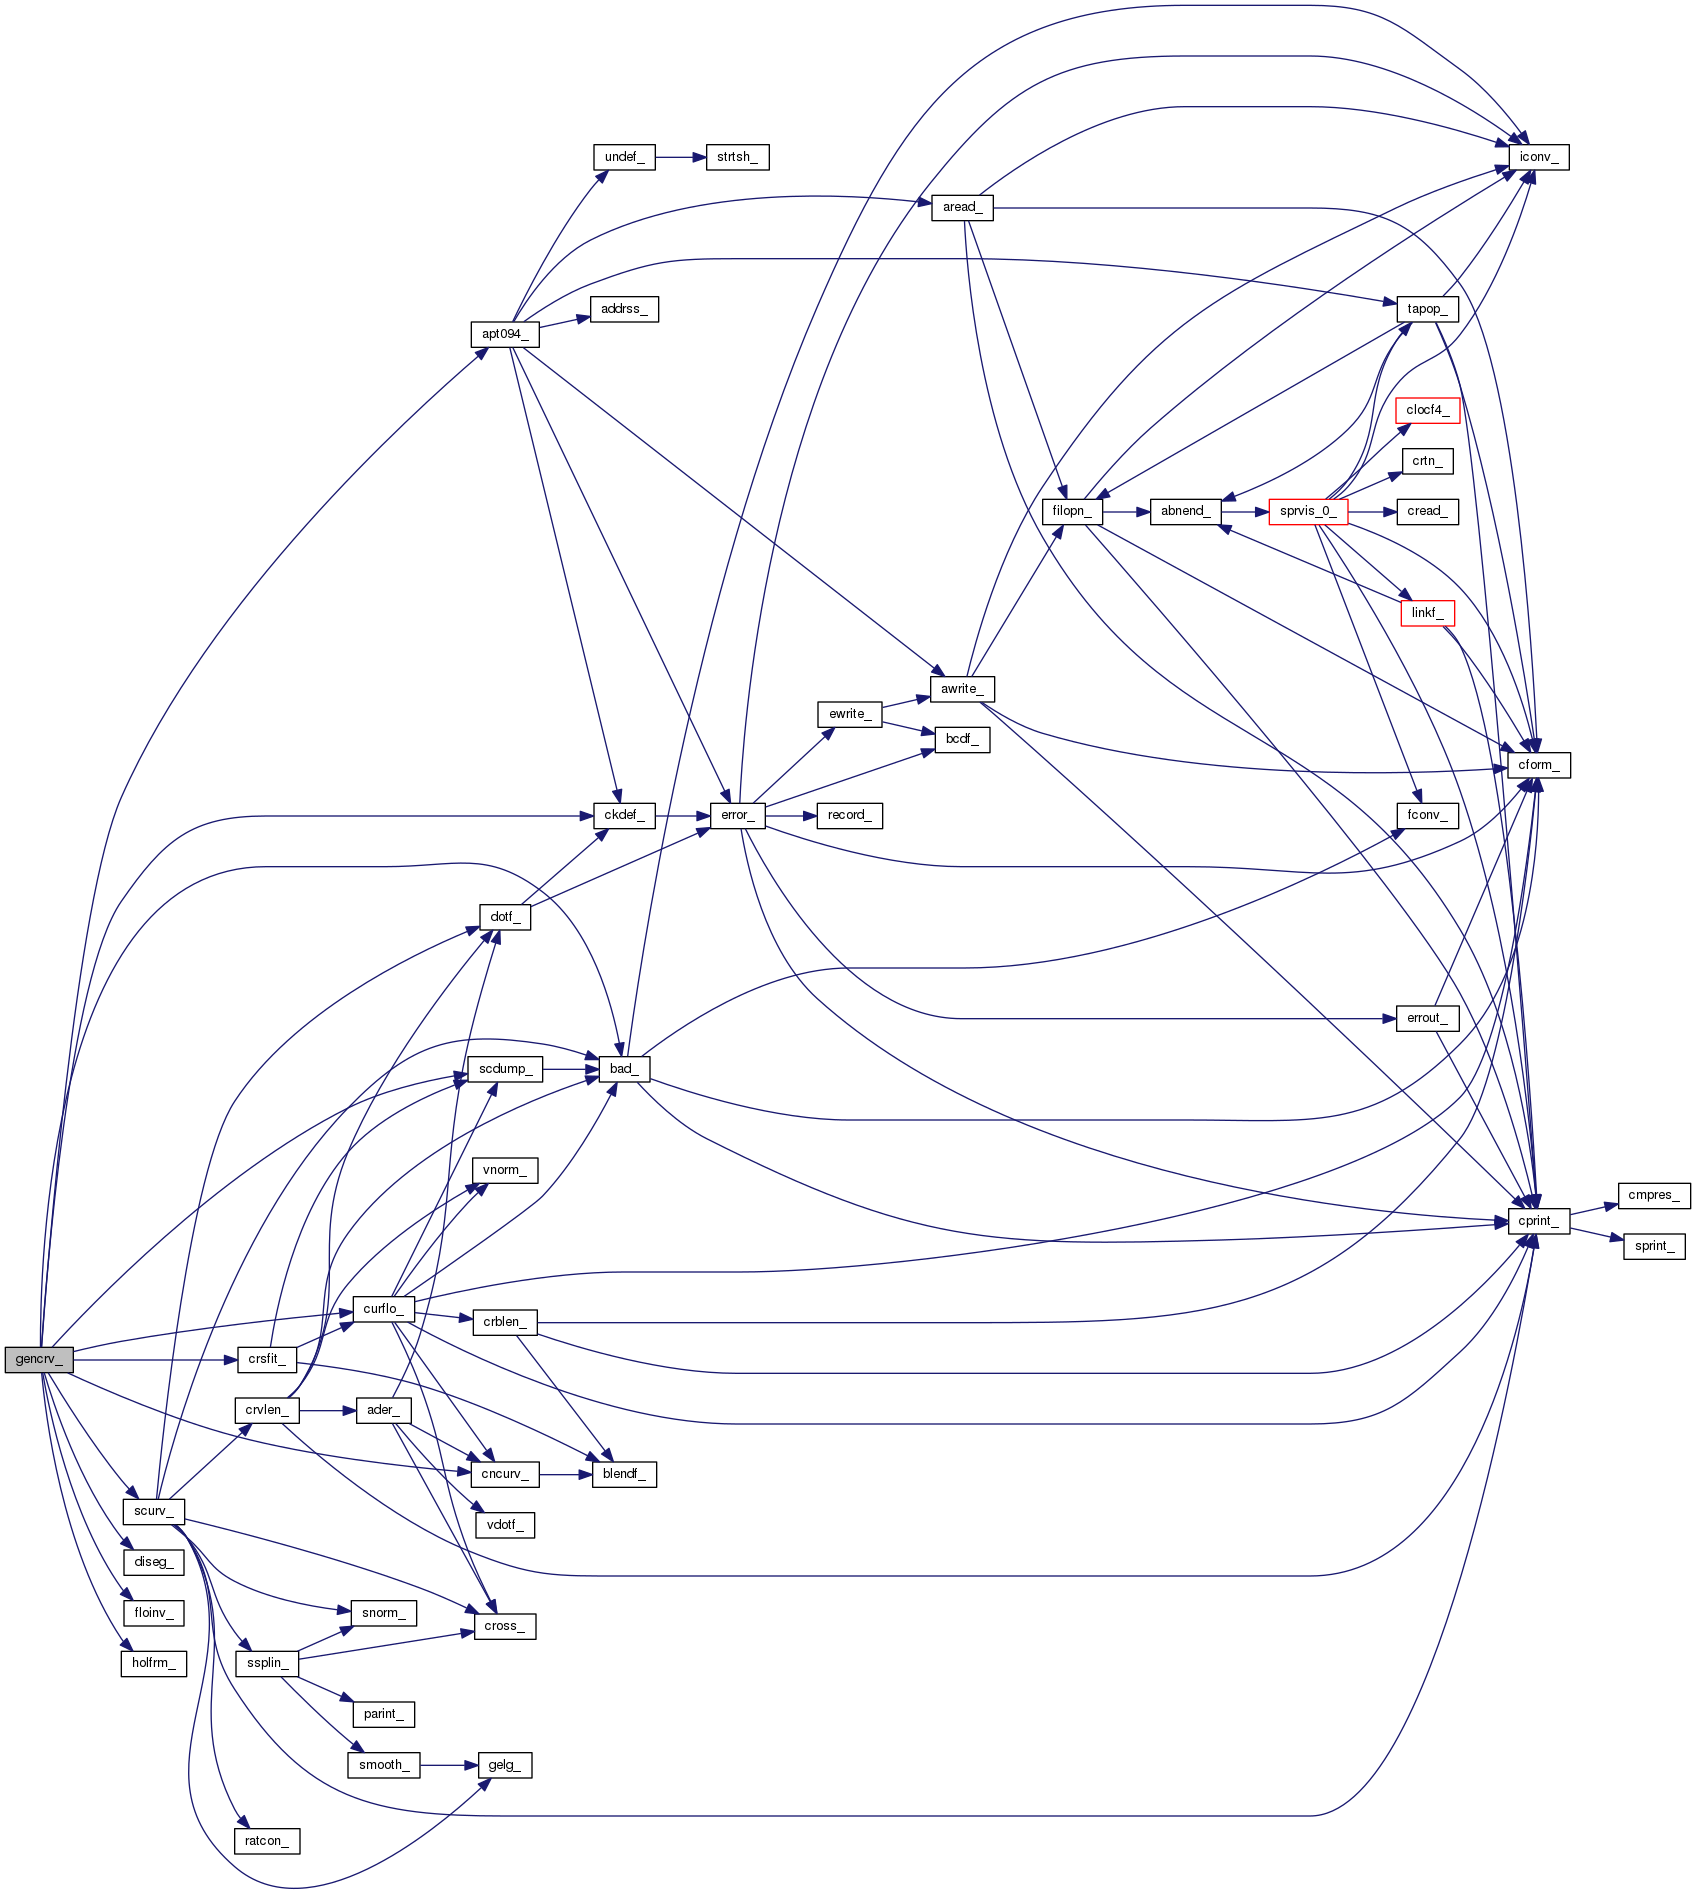 iconv_
undef_
strtsh_
aread_
addrss_
tapop_
apt094_
clocf4_
crtn_
filopn_
abnend_
sprvis_0_
cread_
linkf_
awrite_
ewrite_
bcdf_
cform_
ckdef_
error_
record_
fconv_
dotf_
errout_
scdump_
bad_
vnorm_
cmpres_
cprint_
sprint_
curflo_
crblen_
gencrv_
crsfit_
crvlen_
ader_
cncurv_
blendf_
scurv_
vdotf_
diseg_
floinv_
snorm_
cross_
holfrm_
ssplin_
parint_
smooth_
gelg_
ratcon_